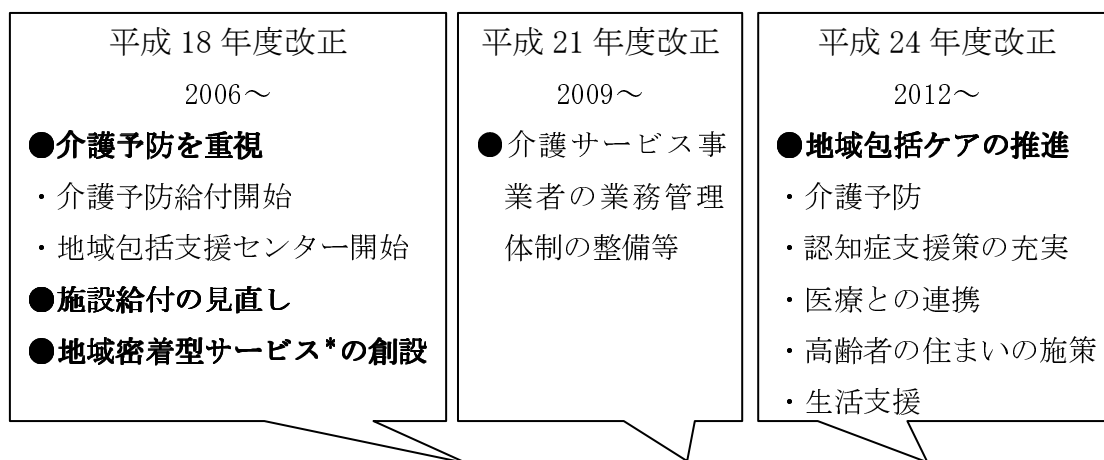 平成 18 年度改正
2006～
●介護予防を重視
・介護予防給付開始
・地域包括支援センター開始
●施設給付の見直し
●地域密着型サービス*の創設
平成 21 年度改正
2009～
●介護サービス事
業者の業務管理
体制の整備等
平成 24 年度改正
2012～
●地域包括ケアの推進
・介護予防
・認知症支援策の充実
・医療との連携
・高齢者の住まいの施策
・生活支援